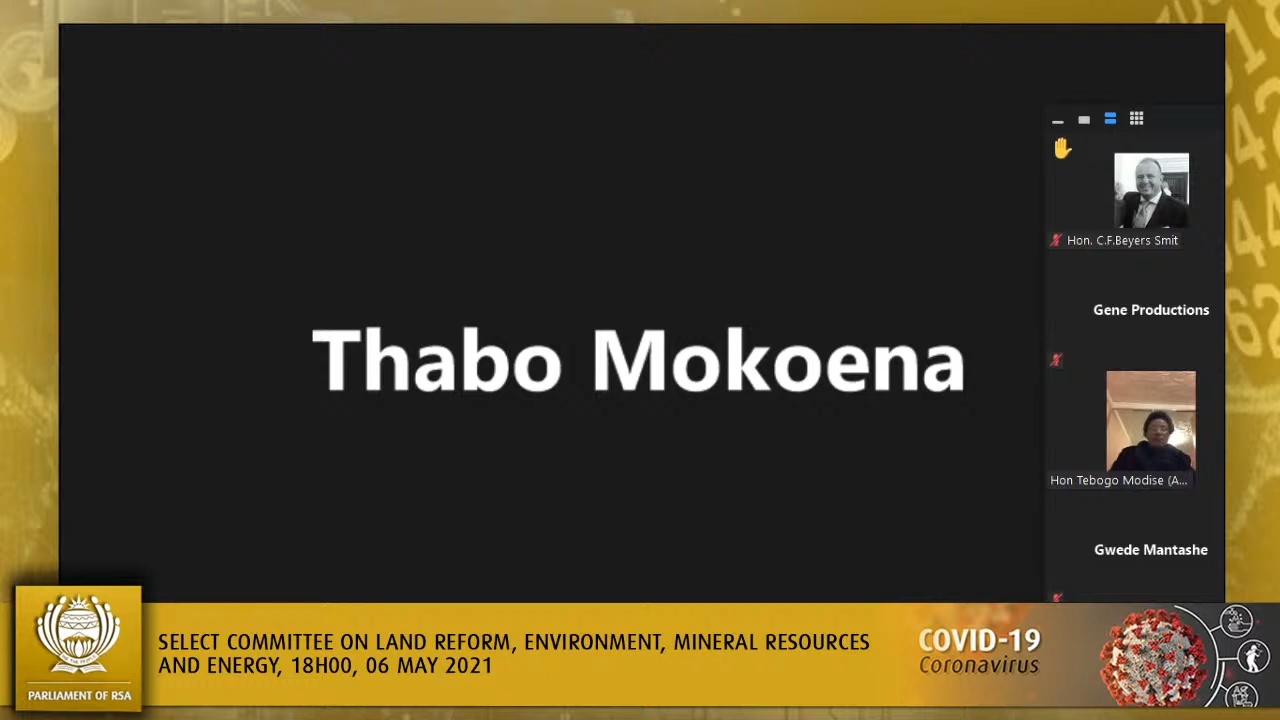 Thabo Mokoena
Hon. C.F.Beyers Smit
Gene Productions
Hon Tebogo Modise (A...
Gwede Mantashe
PARLIAMENT OF RSA
SELECT COMMITTEE ON LAND REFORM, ENVIRONMENT, MINERAL RESOURCES
AND ENERGY, 18H00, 06 MAY 2021
COVID-19
Coronavirus